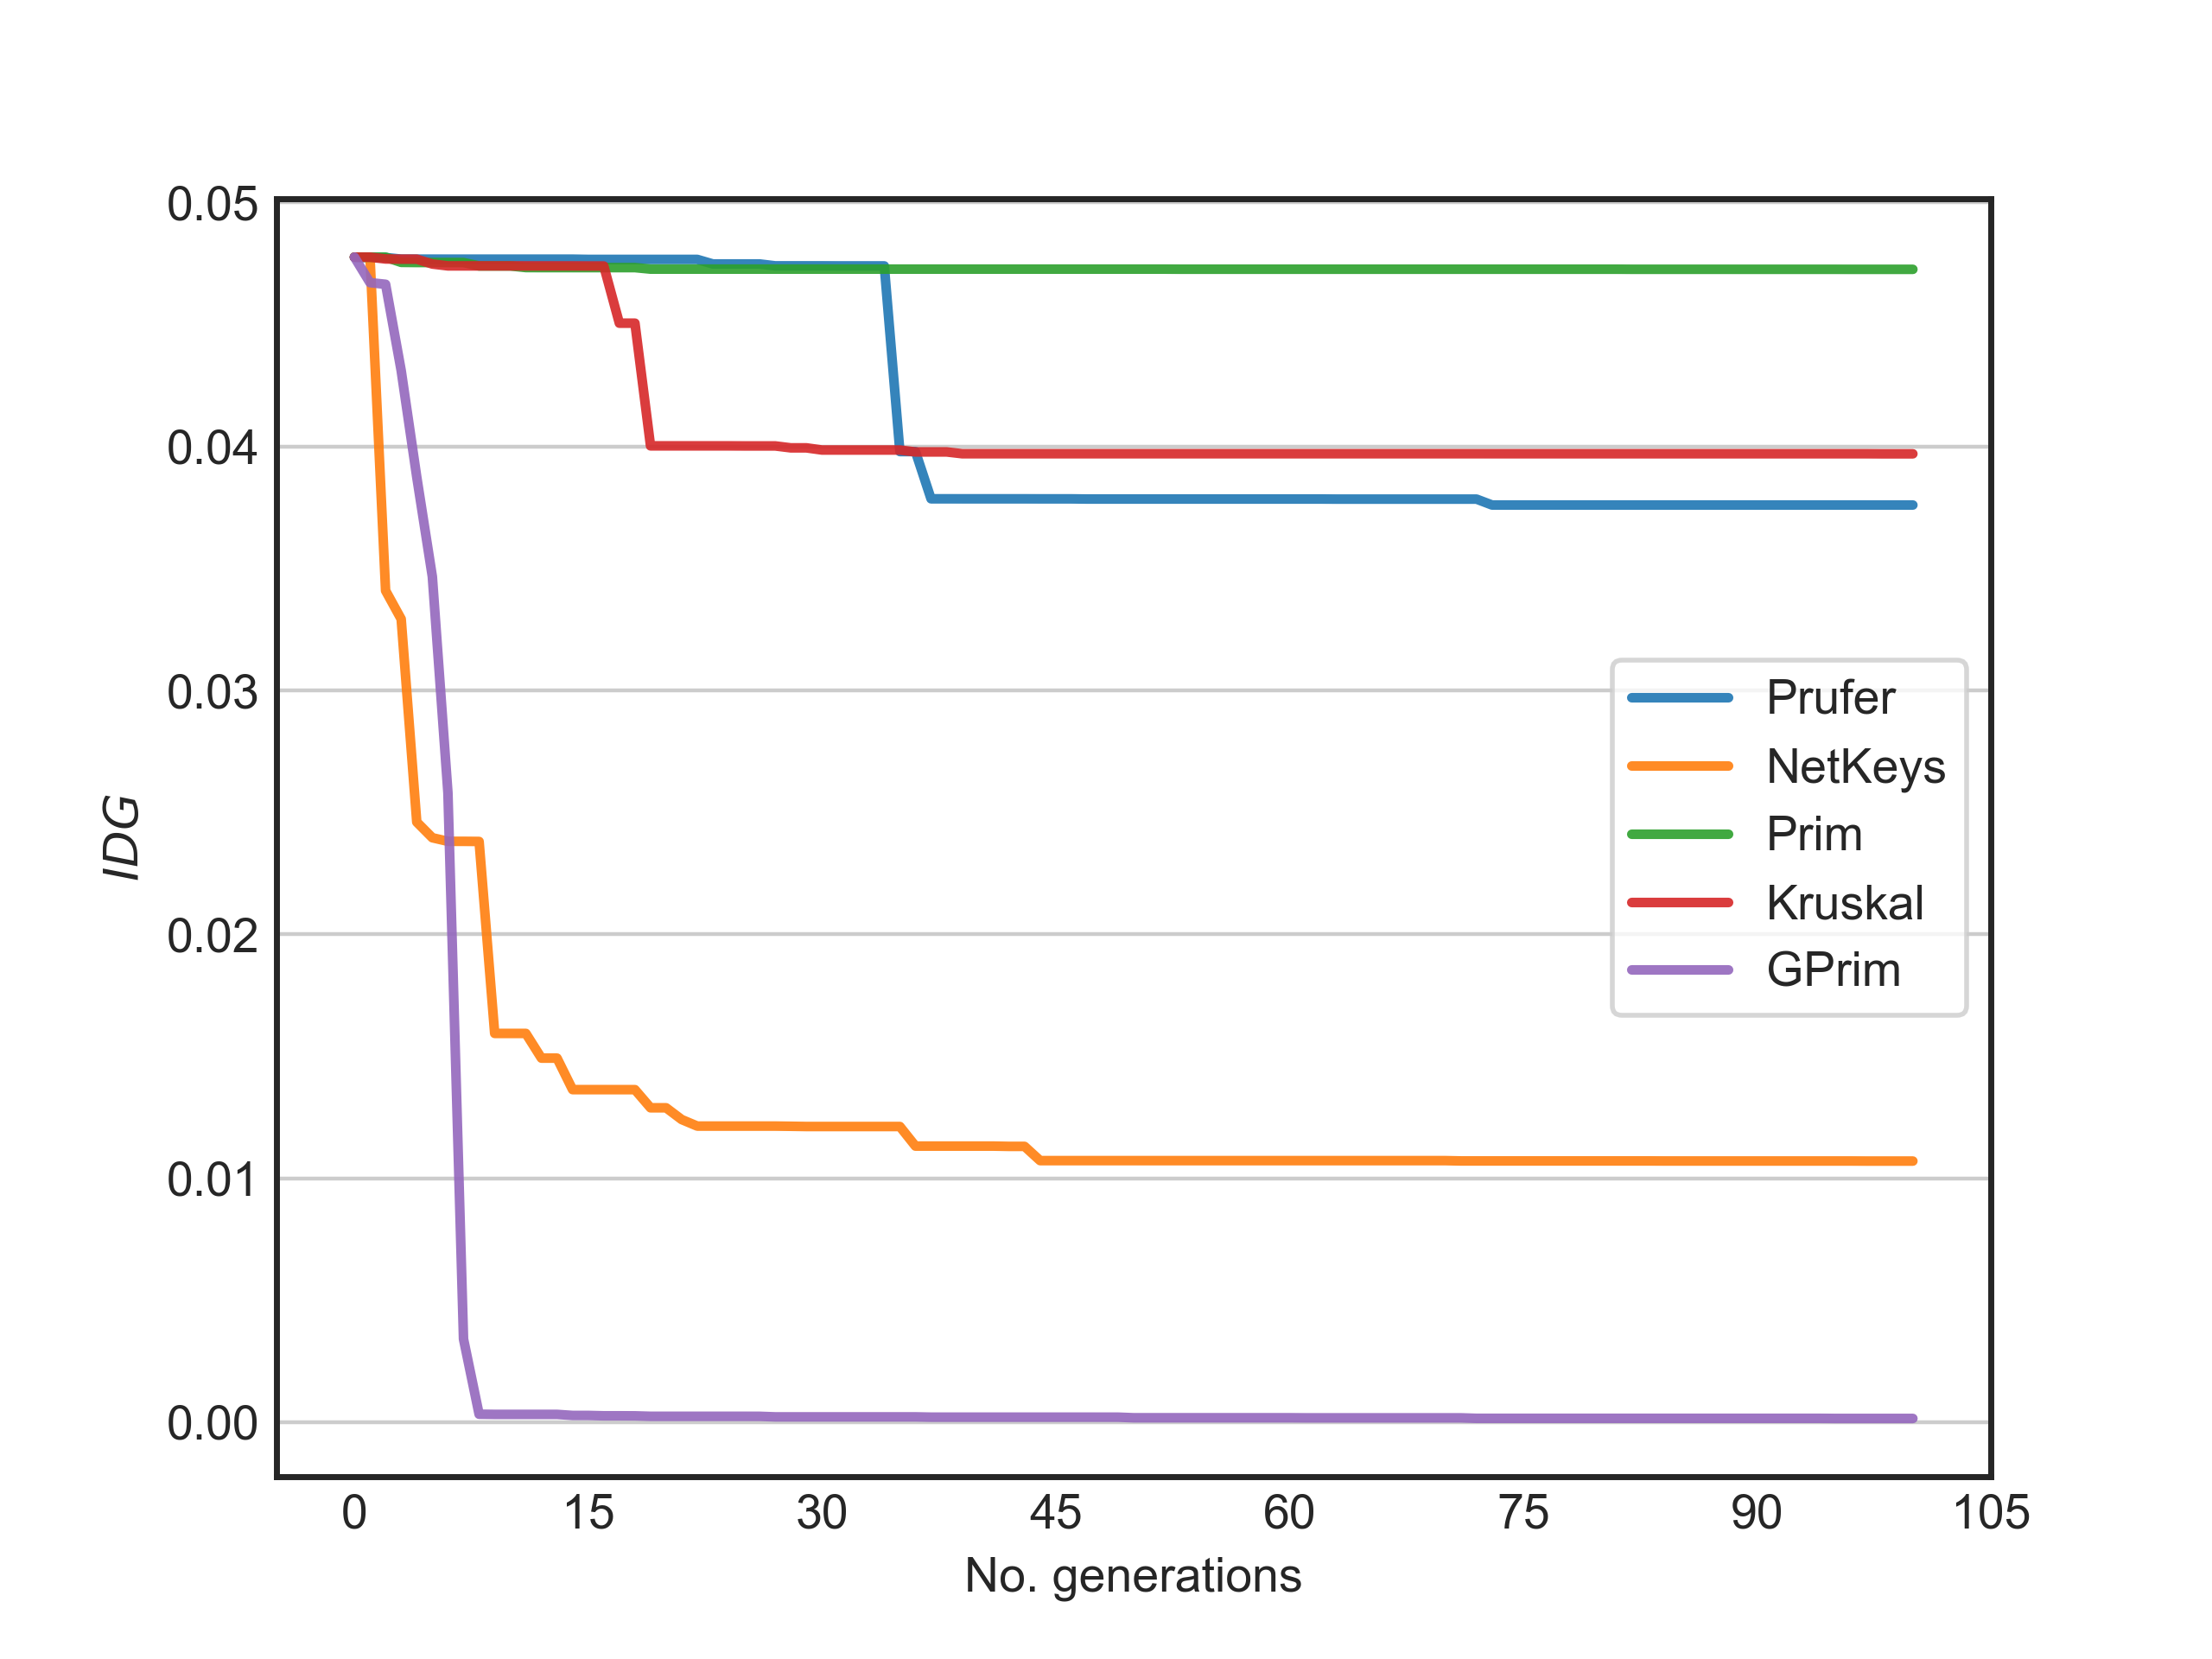 0.05
0.04
0.03
0.02
0.01
0.00
IDG
0 15 30 45 60 75 90 105
No. generations
Prufer
NetKeys
Prim
Kruskal
GPrim